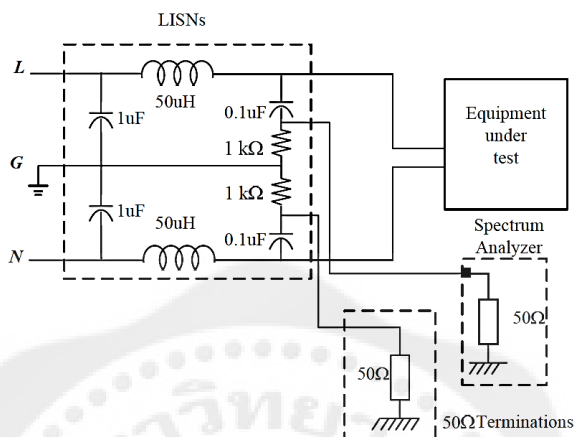 LISNs
L
50uH
1uF
0.1uF
1 kΩ
G
1 kΩ
1uF
50uH
0.1uF
N
Equipment
under
test
Spectrum
Analyzer
50Ω
50Ω
50ΩTerminations